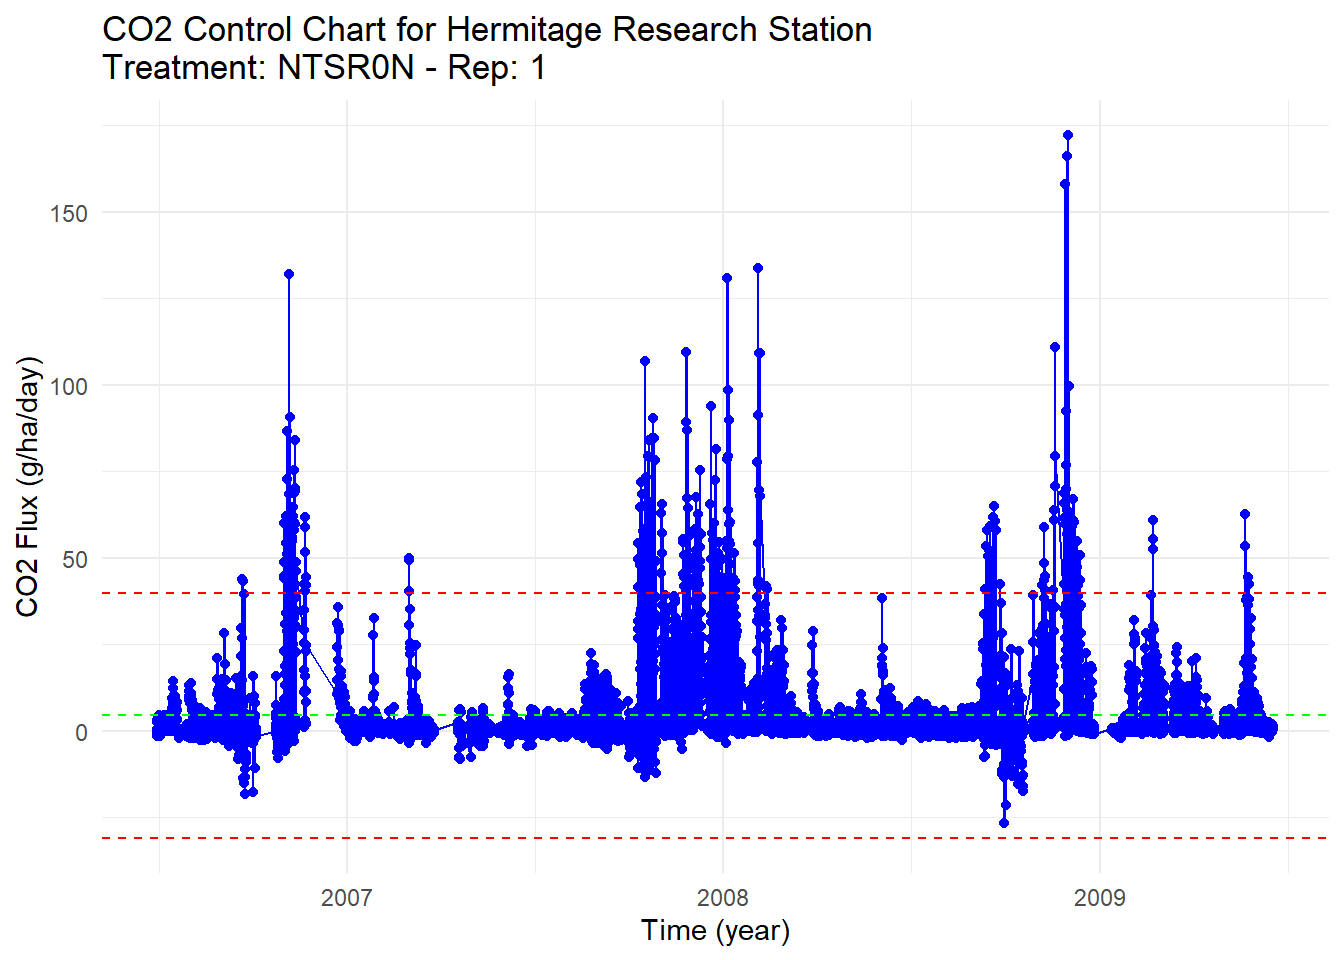 CO2 Control Chart for Hermitage Research Station
Treatment: NTSR0N - Rep: 1
CO2 Flux (g/ha/day)
150
100
50
0
2007
2008
2009
Time (year)